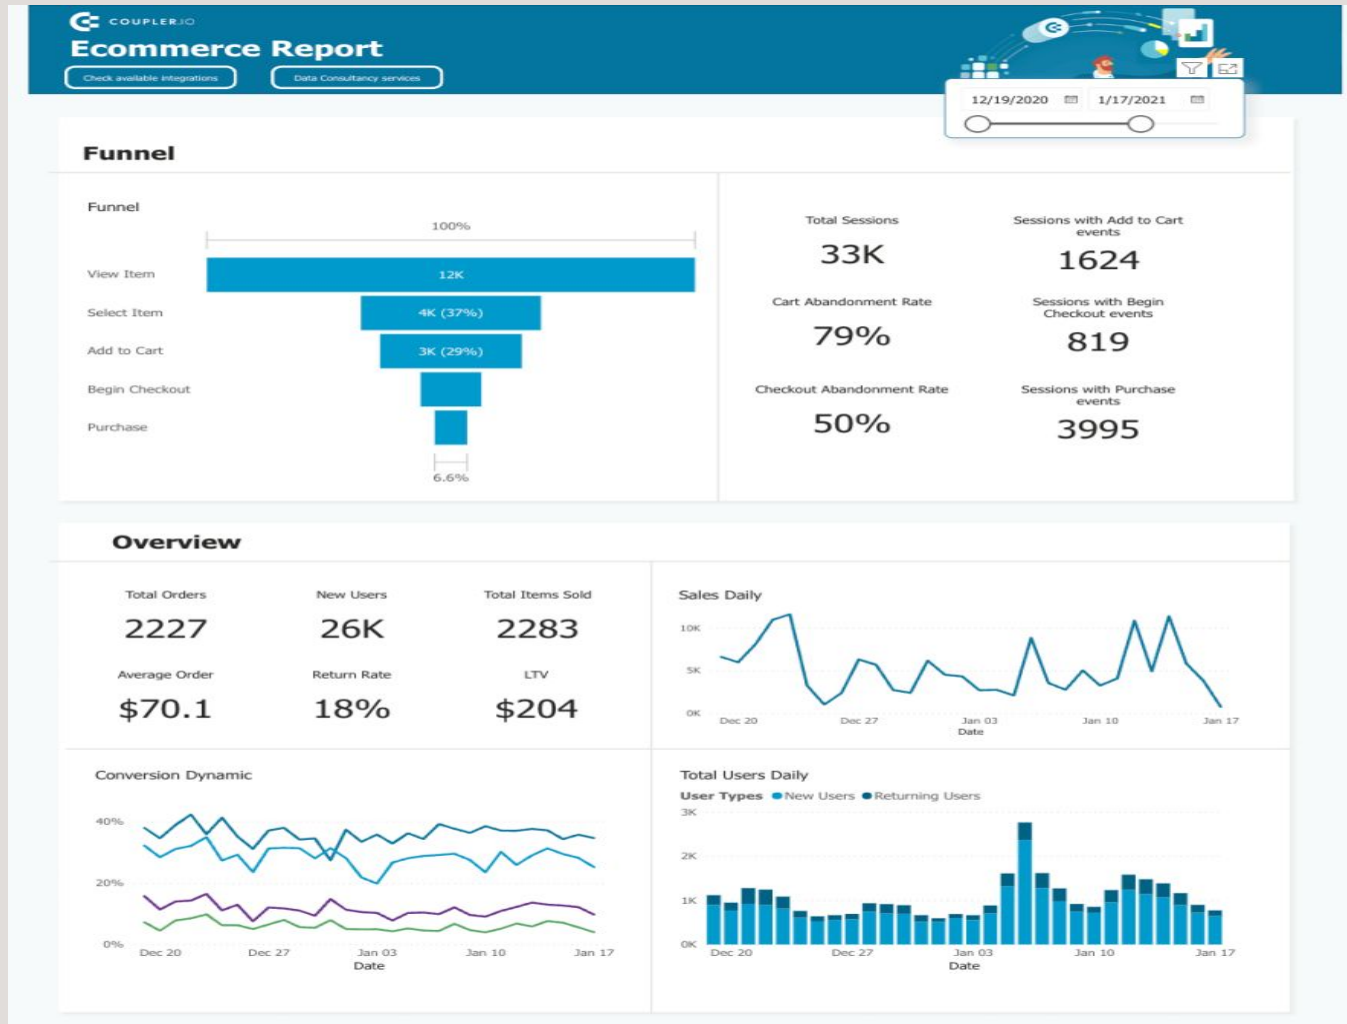 COUPLER.IO
Ecommerce Report
Check available integrations
Data Consultancy services
12/19/2020
1/17/2021
Funnel
Funnel
100%
View Item
12K
Select Item
4K (37%)
Add to Cart
3K (29%)
Begin Checkout
Purchase
6.6%
Total Sessions
33K
Sessions with Add to Cart
events
1624
Cart Abandonment Rate
79%
Sessions with Begin
Checkout events
819
Checkout Abandonment Rate
50%
Sessions with Purchase
events
3995
Overview
Total Orders
2227
New Users
26K
Total Items Sold
2283
Average Order
$70.1
Return Rate
18%
LTV
$204
Sales Daily
10K
5K
0K
Dec 20
Dec 27
Jan 03
Jan 10
Jan 17
Date
Conversion Dynamic
40%
20%
0%
Dec 20
Dec 27
Jan 03
Jan 10
Jan 17
Date
Total Users Daily
User Types New Users Returning Users
3K
2K
1K
0K
Dec 20
Dec 27
Jan 03
Jan 10
Jan 17
Date